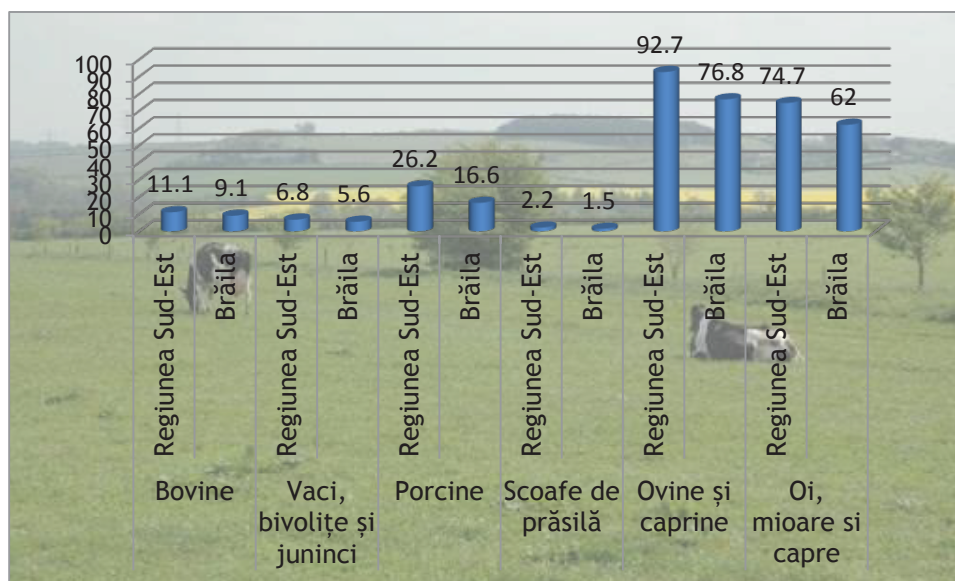 92.7
76.8
74.7
62
26.2
16.6
11.1
9.1
6.8
5.6
2.2
1.5
100
90
80
70
60
50
40
30
20
10
0
Regiunea Sud-Est
Brăila
Regiunea Sud-Est
Brăila
Regiunea Sud-Est
Brăila
Regiunea Sud-Est
Brăila
Regiunea Sud-Est
Brăila
Regiunea Sud-Est
Brăila
Bovine
Vaci,
bivolițe și
juninci
Porcine
Scoafe de
prăsilă
Ovine și
caprine
Oi,
mioare si
capre